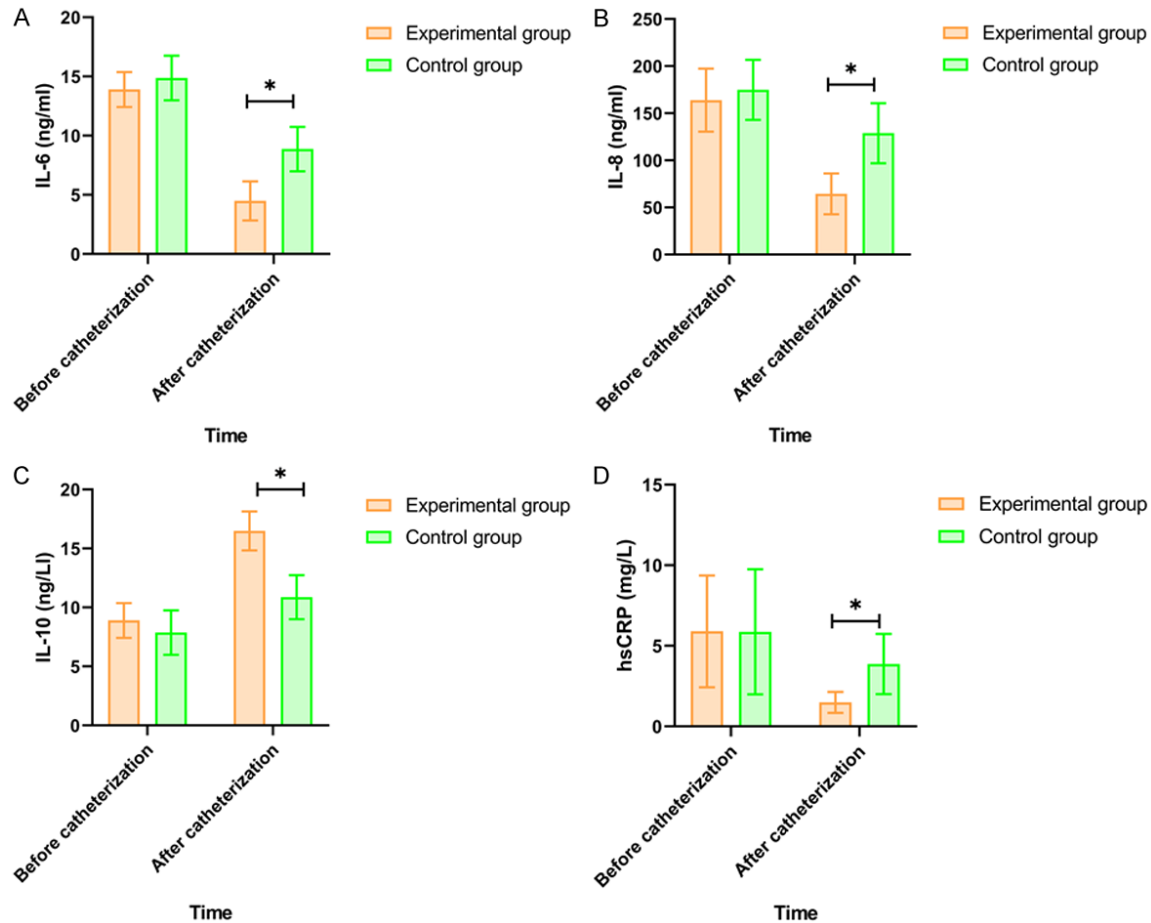 A
20
15
10
5
0
IL-6 (ng/ml)
*
Experimental group
Control group
Before catheterization
After catheterization
Time
B
250
200
150
100
50
0
IL-8 (ng/ml)
*
Experimental group
Control group
Before catheterization
After catheterization
Time
C
20
15
10
5
0
IL-10 (ng/LI)
*
Experimental group
Control group
Before catheterization
After catheterization
Time
D
15
10
5
0
hsCRP (mg/L)
*
Experimental group
Control group
Before catheterization
After catheterization
Time